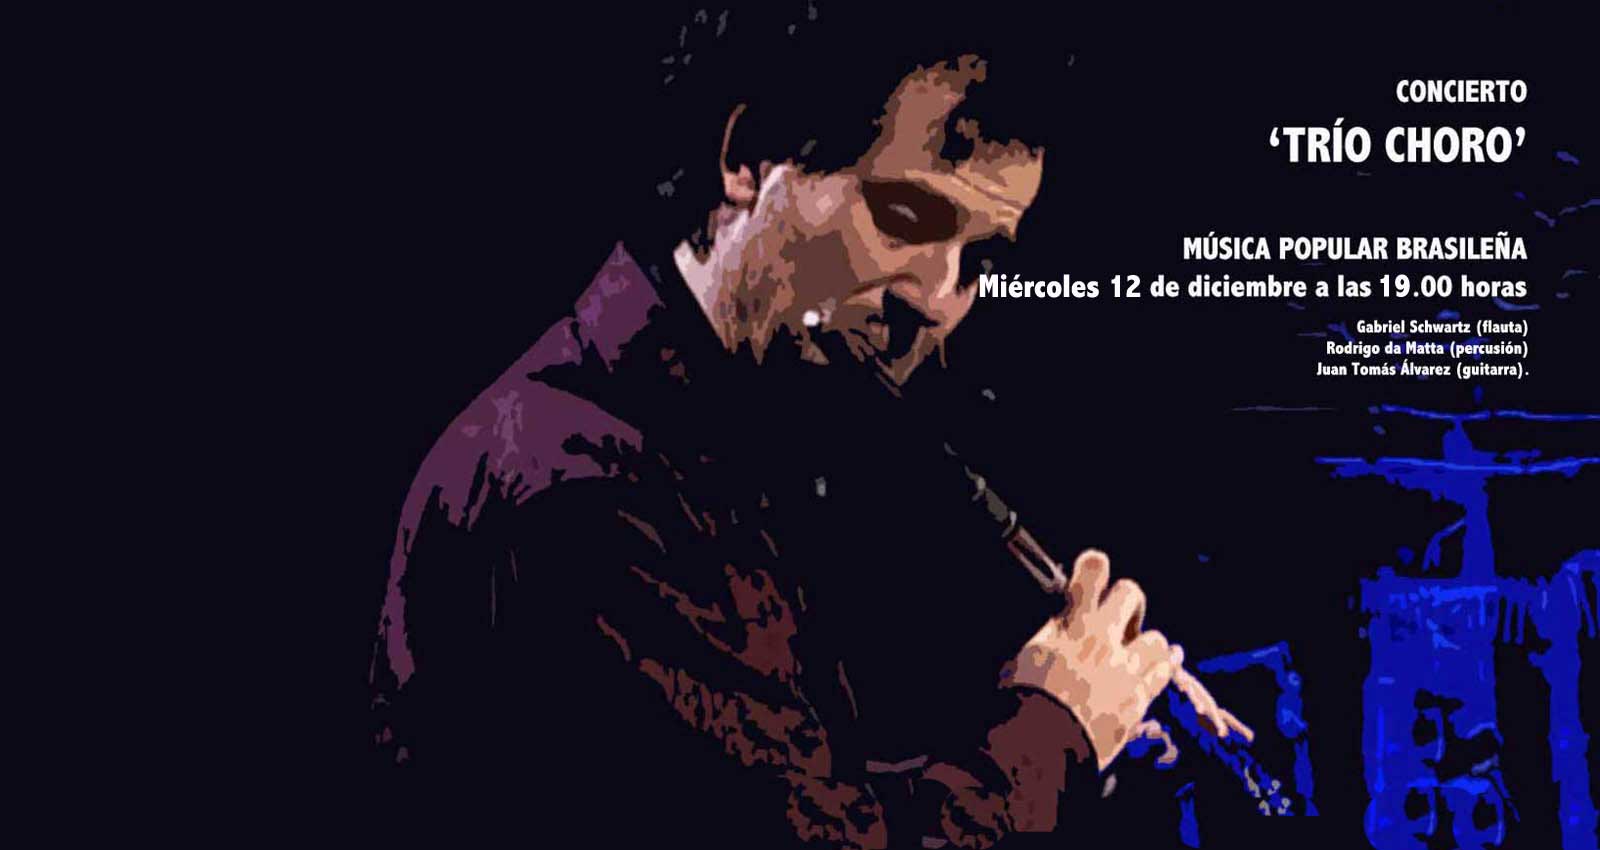 CONCIERTO
‘TRÍO CHORO’
MÚSICA POPULAR BRASILEÑA
Miércoles 12 de diciembre a las 19.00 horas
Gabriel Schwartz (flauta)
Rodrigo da Matta (percusión)
Juan Tomás Álvarez (guitarra).